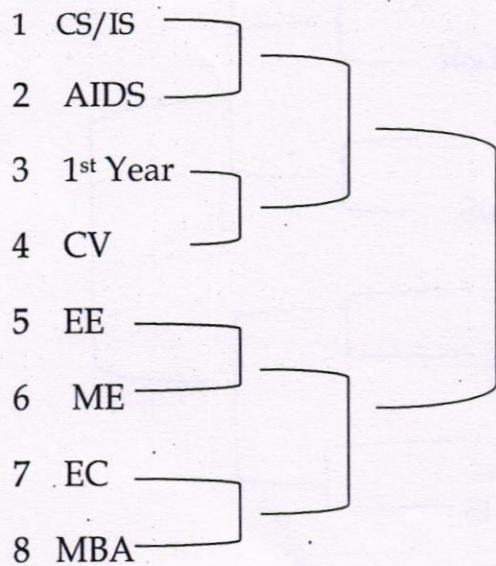 1 CS/IS
2 AIDS
3 1st Year
4 CV
5 EE
6 ME
7 EC
8 MBA